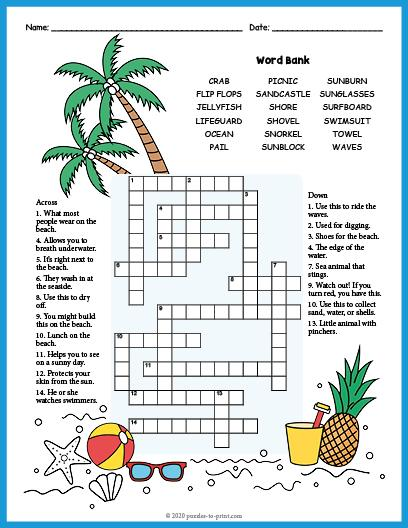 Name: ____________ Date: ____________
Word Bank
CRAB PICNIC SUNBURN
FLIP FLOPS SANDCASTLE SUNGLASSES
JELLYFISH SHORE SURFBOARD
LIFEGUARD SHOVEL SWIMSUIT
OCEAN SNORKEL TOWEL
PAIL SUNBLOCK WAVES
Across
1. What most
people wear on the
beach.
4. Allows you to
breath underwater.
5. It's right next to
the beach.
6. They wash in at
the seaside.
8. Use this to dry
off.
9. You might build
this on the beach.
10. Lunch on the
beach.
11. Helps you to see
on a sunny day.
12. Protects your
skin from the sun.
14. He or she
watches swimmers.
Down
1. Use this to ride the
waves.
2. Used for digging.
3. Shoes for the beach.
4. The edge of the
water.
7. Sea animal that
stings.
9. Watch out! If you
turn red, you have this.
10. Use this to collect
sand, water, or shells.
13. Little animal with
pinchers.
1 2
3
4
5
6 7
8
9
10
11
12 13
14
© 2020 puzzles-to-print.com